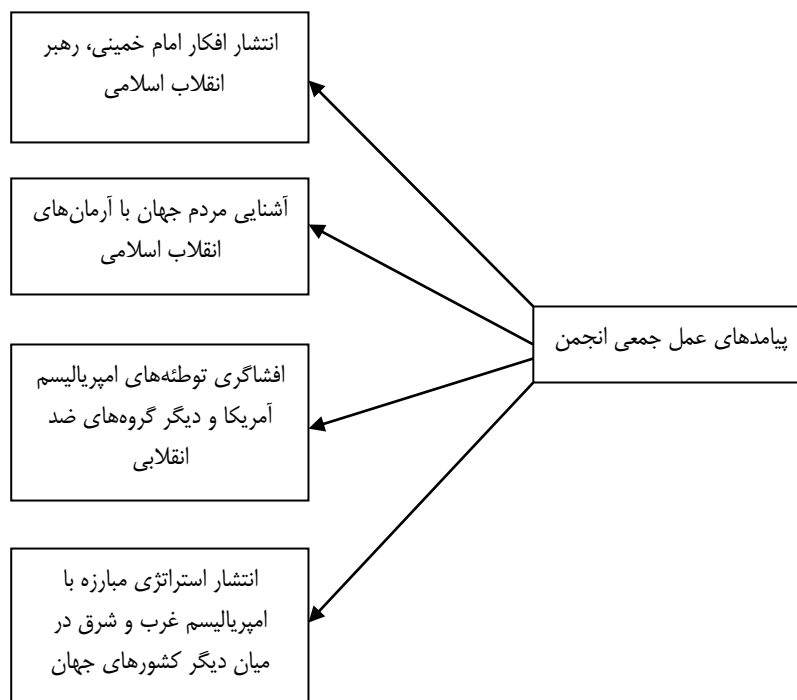 پیامدهای عمل جمعی انجمن
انتشار افکار امام خمینی، رهبر
انقلاب اسلامی
آشنایی مردم جهان با آرمان‌های
انقلاب اسلامی
افشاگری توطئه‌های امپریالیسم
آمریکا و دیگر گروه‌های ضد
انقلابی
انتشار استراتژی مبارزه با
امپریالیسم غرب و شرق در
میان دیگر کشورهای جهان